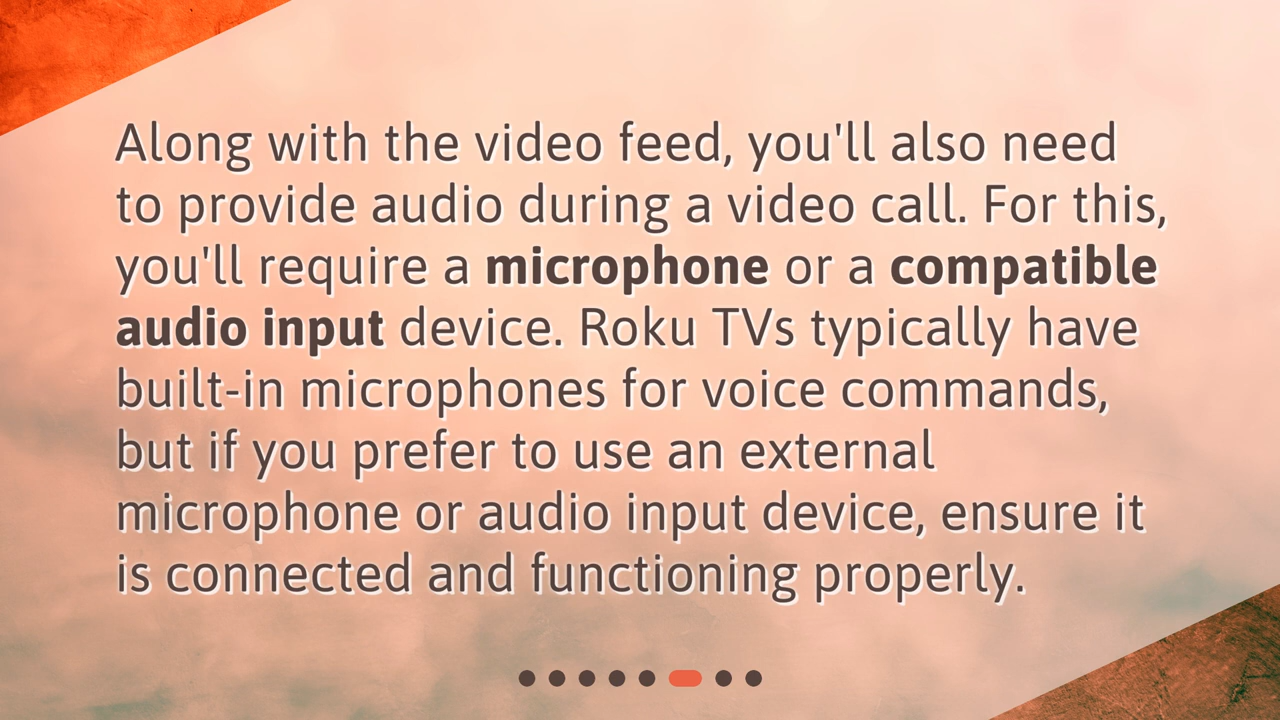 Along with the video feed, you'll also need
to provide audio during a video call. For this,
you'll require a microphone or a compatible
audio input device. Roku TVs typically have
built-in microphones for voice commands,
but if you prefer to use an external
microphone or audio input device, ensure it
is connected and functioning properly.